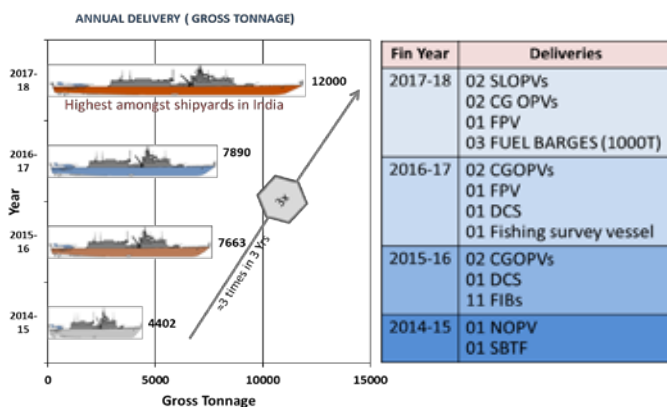 ANNUAL DELIVERY ( GROSS TONNAGE)
2017-
18
12000
Highest amongst shipyards in India
2016-
17
7890
3x
Year
2015-
16
7663
≈3 times in 3 Yrs
2014-
15
4402
0
5000
10000
15000
Gross Tonnage
Fin Year Deliveries
2017-18 02 SLOPVs
02 CG OPVs
01 FPV
03 FUEL BARGES (1000T)
2016-17 02 CGOPVs
01 FPV
01 DCS
01 Fishing survey vessel
2015-16 02 CGOPVs
01 DCS
11 FIBs
2014-15 01 NOPV
01 SBTF